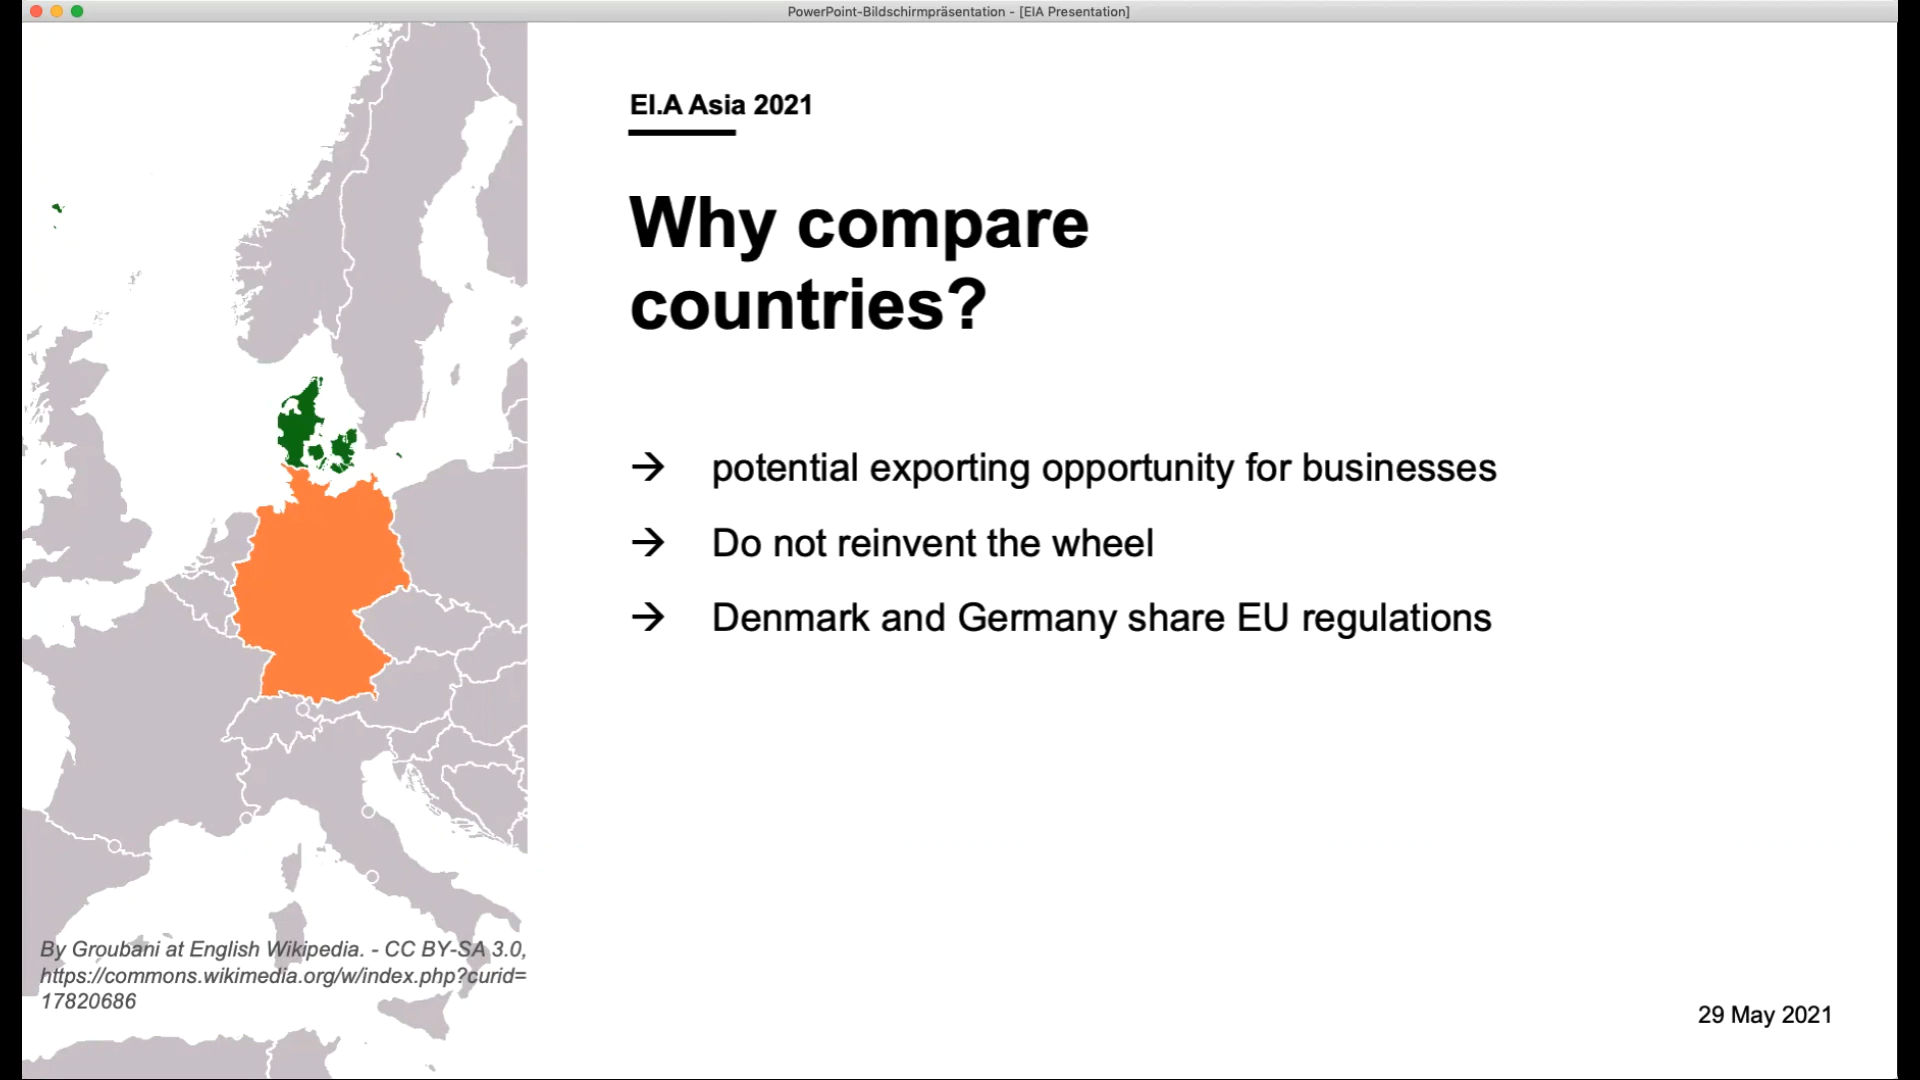 PowerPoint-Bildschirmpräsentation - [EIA Presentation]
EI.A Asia 2021
Why compare
countries?
→ potential exporting opportunity for businesses
→ Do not reinvent the wheel
→ Denmark and Germany share EU regulations
By Groubani at English Wikipedia. - CC BY-SA 3.0,
https://commons.wikimedia.org/w/index.php?curid=
17820686
29 May 2021